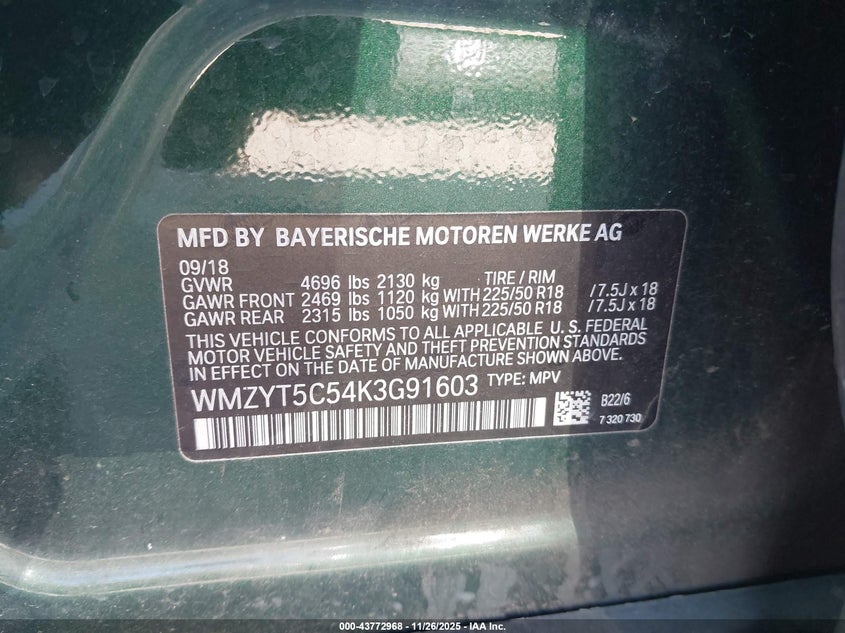 MFD BY BAYERISCHE MOTOREN WERKE AG
09/18
GVWR 4696 lbs 2130 kg TIRE / RIM
GAWR FRONT 2469 lbs 1120 kg WITH 225/50 R18 / 7.5J x 18
GAWR REAR 2315 lbs 1050 kg WITH 225/50 R18 / 7.5J x 18
THIS VEHICLE CONFORMS TO ALL APPLICABLE U. S. FEDERAL
MOTOR VEHICLE SAFETY AND THEFT PREVENTION STANDARDS
IN EFFECT ON THE DATE OF MANUFACTURE SHOWN ABOVE.
WMZYT5C54K3G91603 TYPE: MPV
B22/6
7 320 730
000-43772968 - 11/26/2025 - IAA Inc.